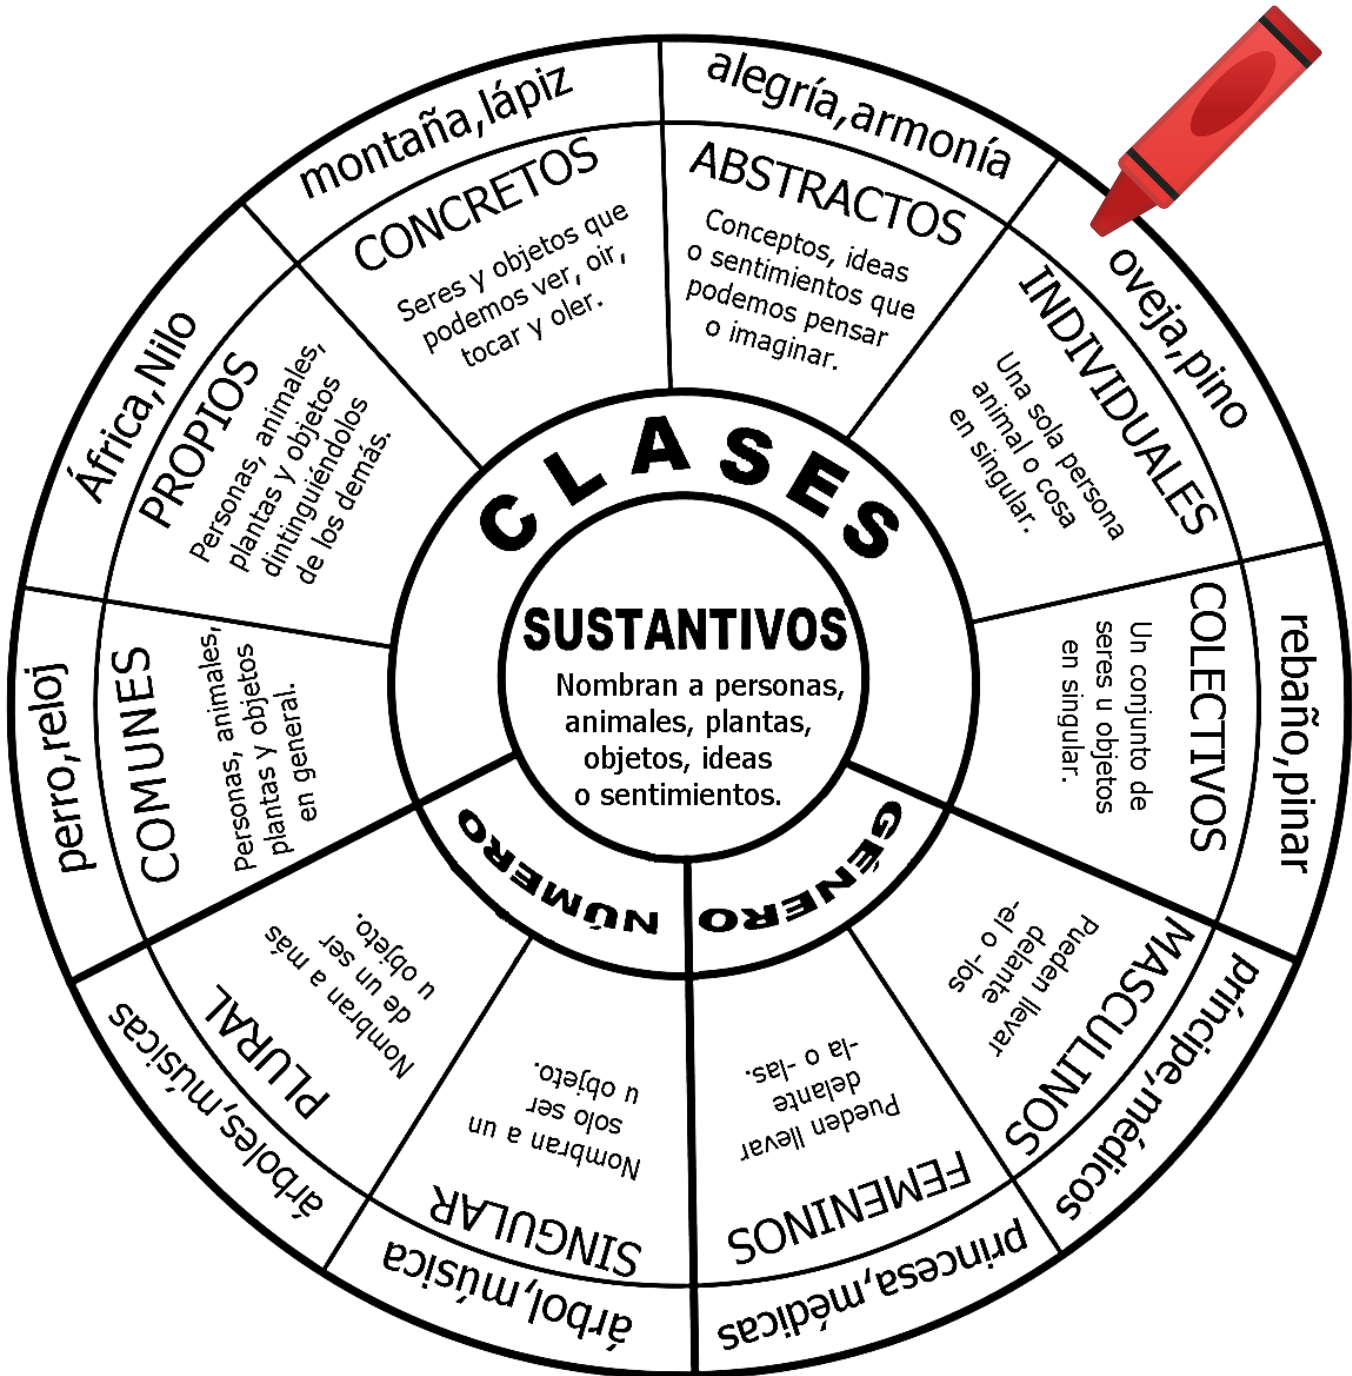 SUSTANTIVOS
Nombran a personas,
animales, plantas,
objetos, ideas
o sentimientos.
CLASES
perro,reloj
COMUNES
Personas, animales,
plantas y objetos
en general.
África,Nilo
PROPIOS
Personas, animales,
plantas y objetos
dintinguiéndolos
de los demás.
montaña,lápiz
CONCRETOS
Seres y objetos que
podemos ver, oir,
tocar y oler.
alegría,armonía
ABSTRACTOS
Conceptos, ideas
o sentimientos que
podemos pensar
o imaginar.
oveja,pino
INDIVIDUALES
Una sola persona
animal o cosa
en singular.
rebaño,pinar
COLECTIVOS
Un conjunto de
seres u objetos
en singular.
GÉNERO
príncipe,médicos
MASCULINOS
Pueden llevar
delante
-el o -los
princesa,médicas
FEMENINOS
Pueden llevar
delante
-la o -las.
NÚMERO
árbol,música
SINGULAR
Nombran a un
solo ser
u objeto.
árboles,músicas
PLURAL
Nombran a más
de un ser
u objeto.